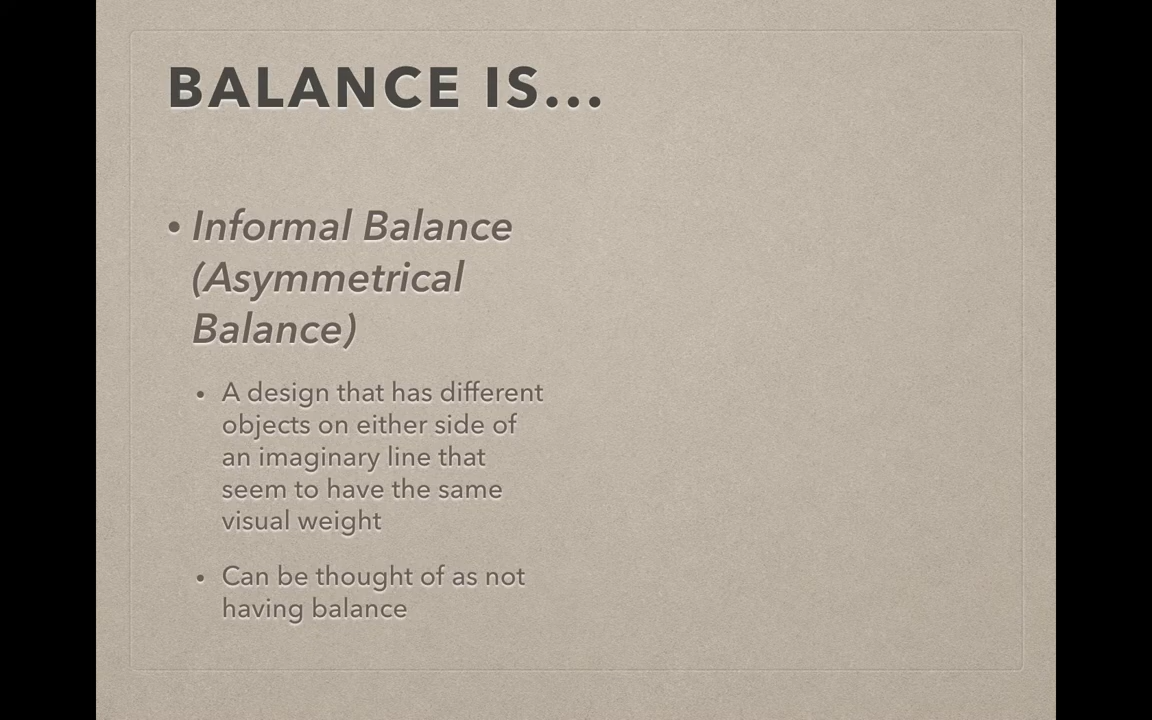 BALANCE IS...
• Informal Balance
(Asymmetrical
Balance)
• A design that has different
objects on either side of
an imaginary line that
seem to have the same
visual weight
• Can be thought of as not
having balance